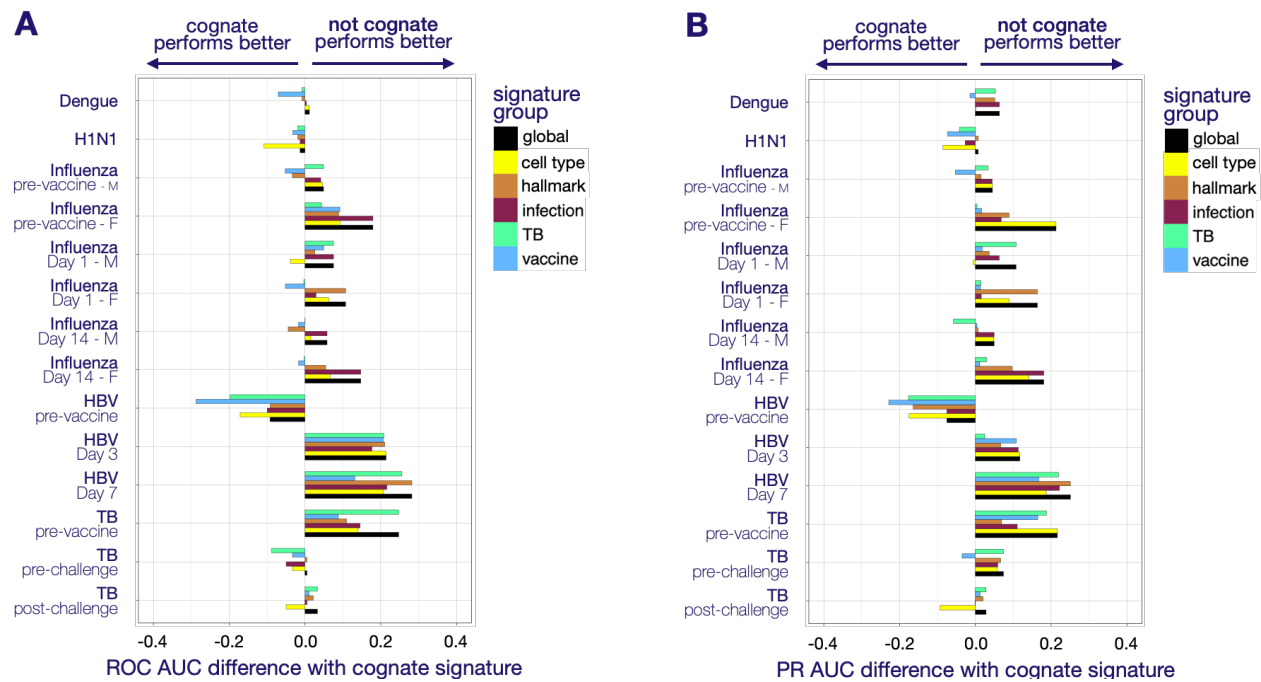 A
cognate
performs better
not cognate
performs better
Dengue
H1N1
Influenza
pre-vaccine - M
Influenza
pre-vaccine - F
Influenza
Day 1 - M
Influenza
Day 1 - F
Influenza
Day 14 - M
Influenza
Day 14 - F
HBV
pre-vaccine
HBV
Day 3
HBV
Day 7
TB
pre-vaccine
TB
pre-challenge
TB
post-challenge
-0.4 -0.2 0.0 0.2 0.4
ROC AUC difference with cognate signature
signature
group
global
cell type
hallmark
infection
TB
vaccine
B
cognate
performs better
not cognate
performs better
Dengue
H1N1
Influenza
pre-vaccine - M
Influenza
pre-vaccine - F
Influenza
Day 1 - M
Influenza
Day 1 - F
Influenza
Day 14 - M
Influenza
Day 14 - F
HBV
pre-vaccine
HBV
Day 3
HBV
Day 7
TB
pre-vaccine
TB
pre-challenge
TB
post-challenge
-0.4 -0.2 0.0 0.2 0.4
PR AUC difference with cognate signature
signature
group
global
cell type
hallmark
infection
TB
vaccine